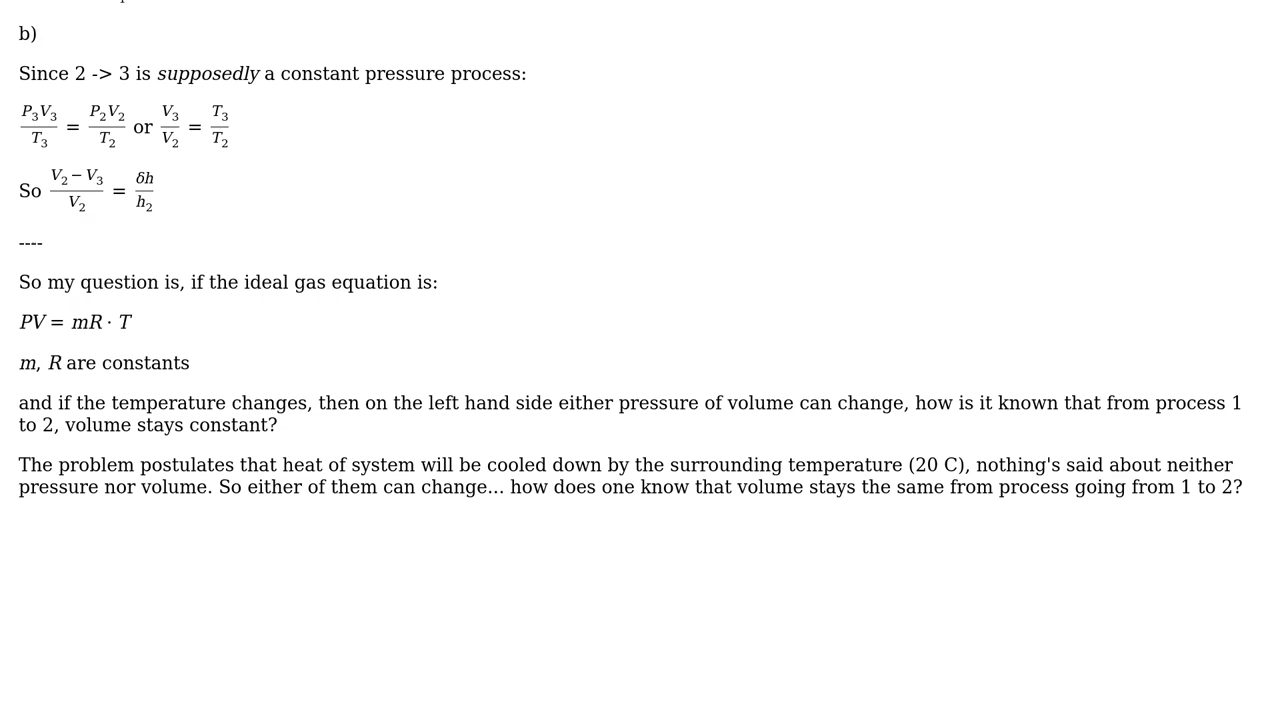 b)
Since 2 -> 3 is supposedly a constant pressure process:
P₃V₃/T₃ = P₂V₂/T₂ or V₃/V₂ = T₃/T₂
So (V₂ − V₃)/V₂ = δh/h₂
----
So my question is, if the ideal gas equation is:
PV = mR · T
m, R are constants
and if the temperature changes, then on the left hand side either pressure of volume can change, how is it known that from process 1
to 2, volume stays constant?
The problem postulates that heat of system will be cooled down by the surrounding temperature (20 C), nothing's said about neither
pressure nor volume. So either of them can change... how does one know that volume stays the same from process going from 1 to 2?